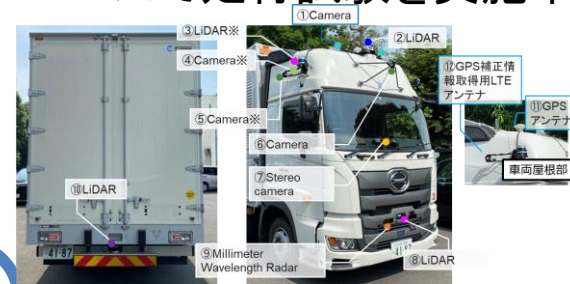 ①Camera
③LiDAR※
②LiDAR
④Camera※
⑫GPS補正情
報取得用LTE
アンテナ
⑪GPS
アンテナ
⑤Camera※
⑥Camera
車両屋根部
⑦Stereo
camera
⑩LiDAR
⑨Millimeter
Wavelength Radar
⑧LiDAR
41-87